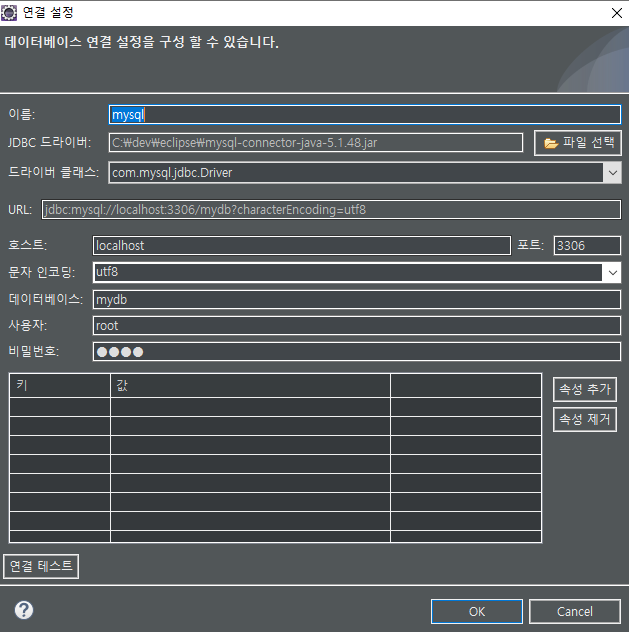 연결 설정
데이터베이스 연결 설정을 구성 할 수 있습니다.
이름: mysql
JDBC 드라이버: C:\dev\eclipse\mysql-connector-java-5.1.48.jar 파일 선택
드라이버 클래스: com.mysql.jdbc.Driver
URL: jdbc:mysql://localhost:3306/mydb?characterEncoding=utf8
호스트: localhost 포트: 3306
문자 인코딩: utf8
데이터베이스: mydb
사용자: root
비밀번호: ●●●●
키 값 속성 추가
속성 제거
연결 테스트
? OK Cancel